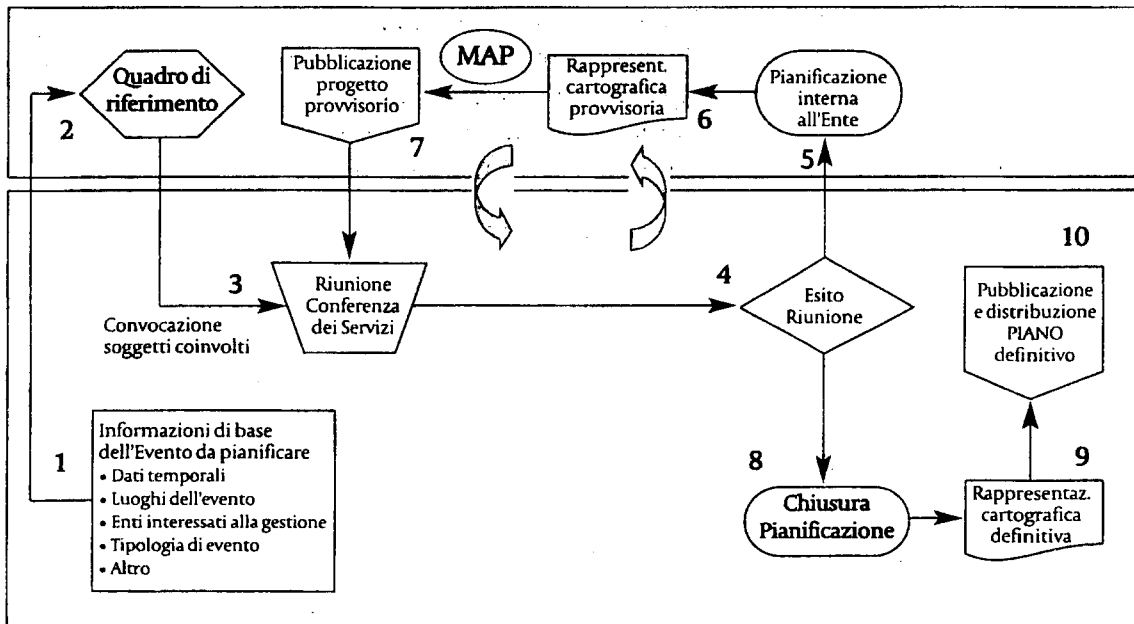 MAP
Quadro di
riferimento
2
Pubblicazione
progetto
provvisorio
7
Rappresent.
cartografica
provvisoria
6
Pianificazione
interna
all'Ente
5
3
Convocazione
soggetti coinvolti
Riunione
Conferenza
dei Servizi
4
Esito
Riunione
10
Pubblicazione
e distribuzione
PIANO
definitivo
1
Informazioni di base
dell'Evento da pianificare
• Dati temporali
• Luoghi dell'evento
• Enti interessati alla gestione
• Tipologia di evento
• Altro
8
Chiusura
Pianificazione
9
Rappresentaz.
cartografica
definitiva